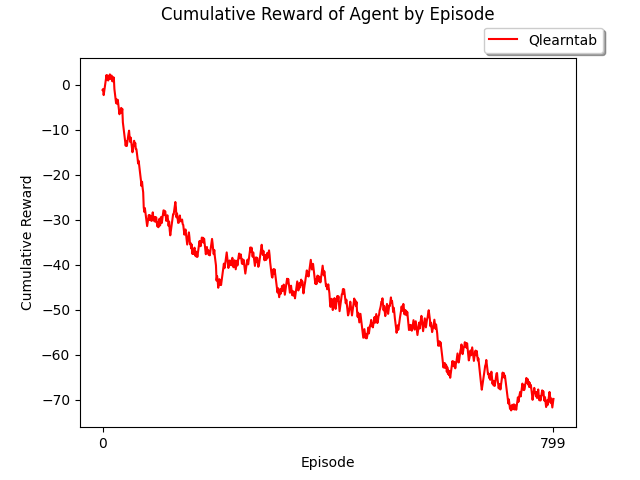 Cumulative Reward of Agent by Episode
Qlearntab
0
−10
−20
−30
−40
−50
−60
−70
Cumulative Reward
0
799
Episode